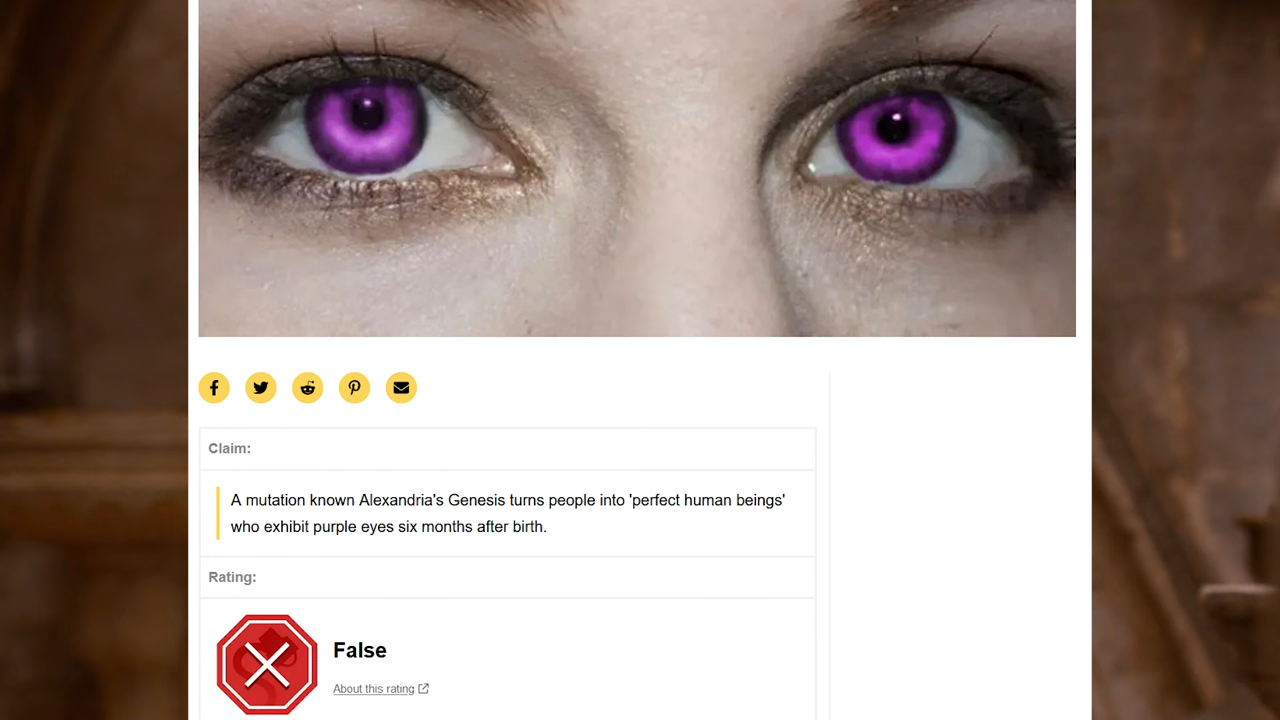 Claim:
A mutation known Alexandria's Genesis turns people into 'perfect human beings'
who exhibit purple eyes six months after birth.
Rating:
False
About this rating